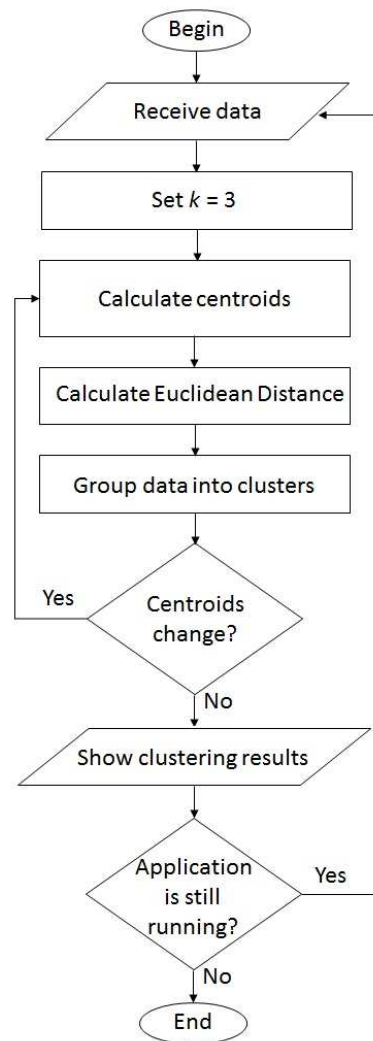 Begin
Receive data
Set k = 3
Calculate centroids
Calculate Euclidean Distance
Group data into clusters
Yes
Centroids
change?
No
Show clustering results
Application
is still
running?
Yes
No
End